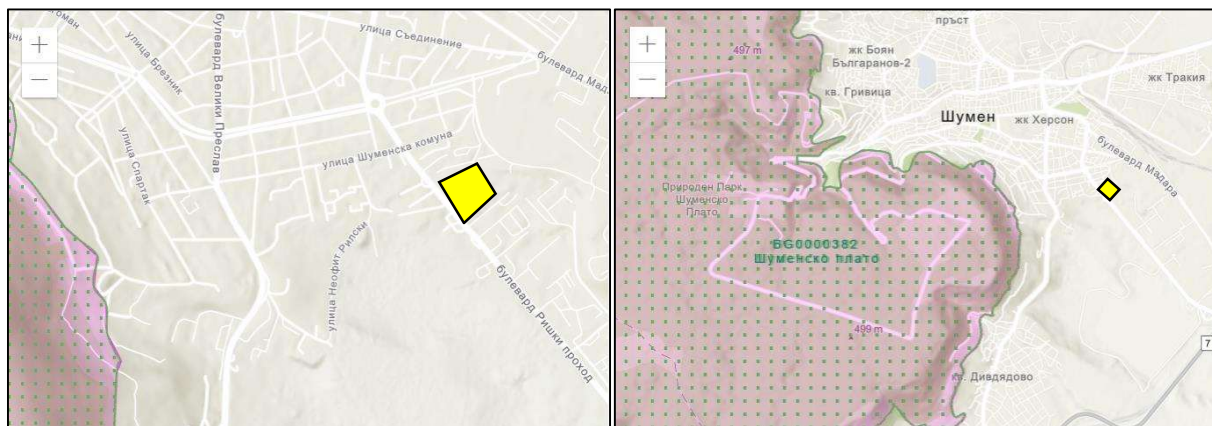 улица Съединение
булевард Мадара
булевард Велики Преслав
улица Брезник
улица Спартак
улица Шуменска комуна
улица Неофит Рилски
булевард Ришки проход
пръст
497 m
жк Боян
Българанов-2
жк Тракия
кв. Гривица
Шумен
жк Херсон
булевард Мадара
Природен Парк
Шуменско
Плато
BG0000382
Шуменско плато
499 m
7
кв. Дивдядово